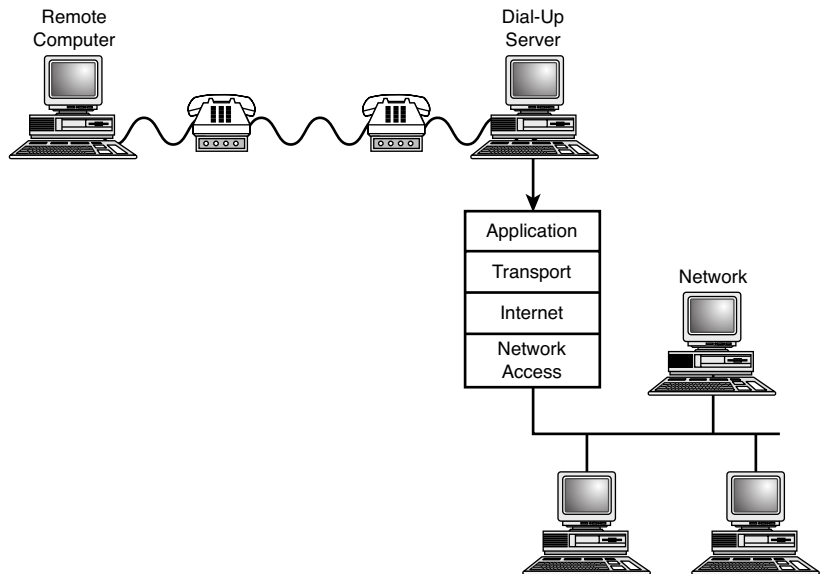 Remote
Computer
Dial-Up
Server
Application
Transport
Internet
Network
Access
Network